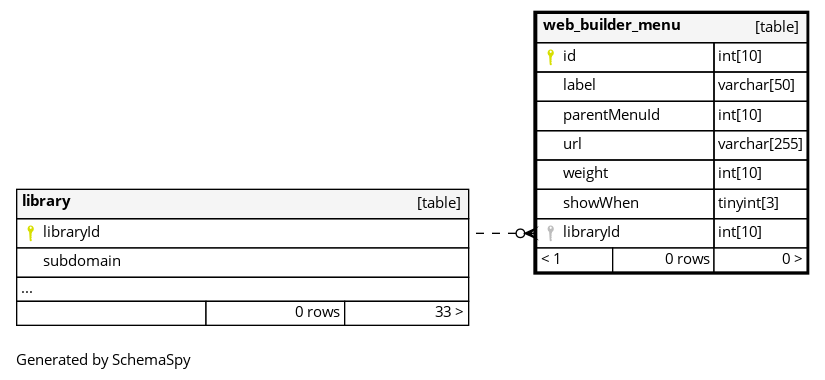 web_builder_menu [table]
id int[10]
label varchar[50]
parentMenuId int[10]
url varchar[255]
weight int[10]
showWhen tinyint[3]
libraryId int[10]
< 1 0 rows 0 >
library [table]
libraryId
subdomain
...
0 rows 33 >
Generated by SchemaSpy